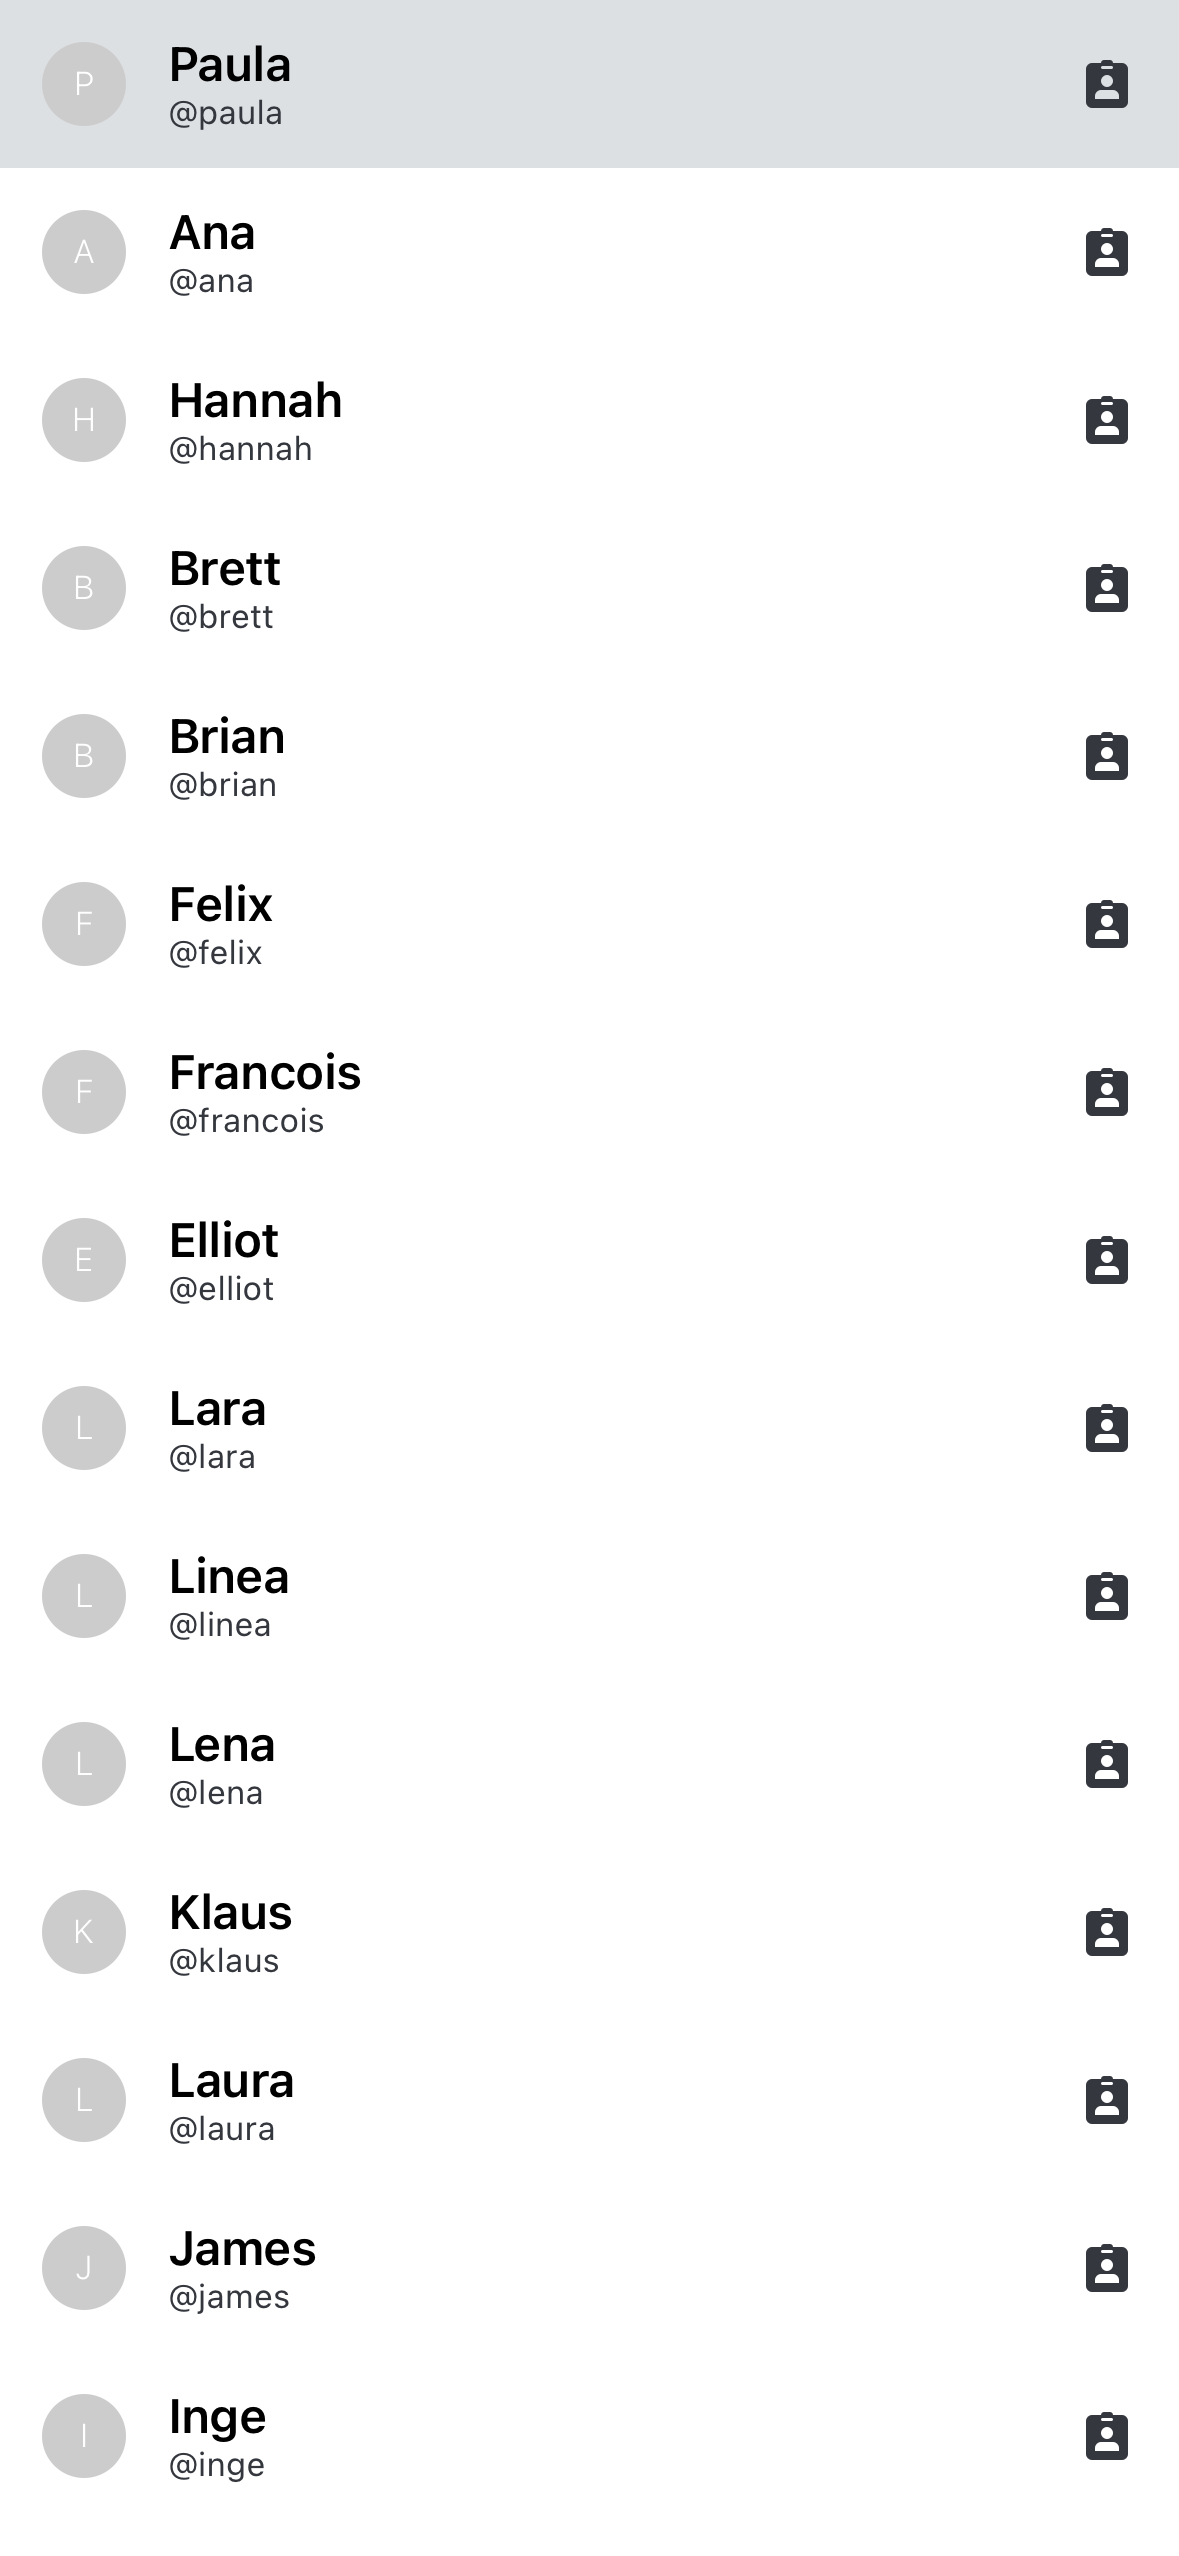 P
Paula
@paula
A
Ana
@ana
H
Hannah
@hannah
B
Brett
@brett
B
Brian
@brian
F
Felix
@felix
F
Francois
@francois
E
Elliot
@elliot
L
Lara
@lara
L
Linea
@linea
L
Lena
@lena
K
Klaus
@klaus
L
Laura
@laura
J
James
@james
I
Inge
@inge